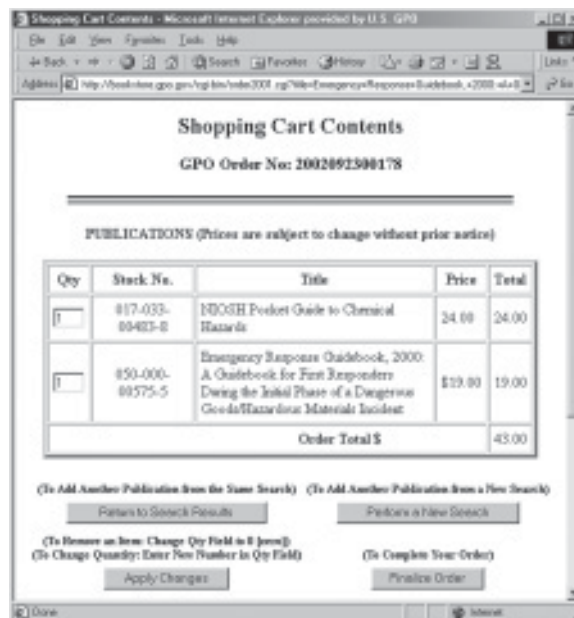 Shopping Cart Contents - Microsoft Internet Explorer provided by U.S. GPO
File Edit View Favorites Tools Help
Back Search Favorites History
Address Links
Shopping Cart Contents
GPO Order No: 2002092300178
PUBLICATIONS (Prices are subject to change without prior notice)
Qty Stock No. Title Price Total
1 017-033-00483-8 NIOSH Pocket Guide to Chemical Hazards 24.00 24.00
1 050-000-00575-5 Emergency Response Guidebook, 2000: A Guidebook for First Responders During the Initial Phase of a Dangerous Goods/Hazardous Materials Incident $19.00 19.00
Order Total $ 43.00
(To Add Another Publication from the Same Search) (To Add Another Publication from a New Search)
Return to Search Results Perform a New Search
(To Remove an Item: Change Qty Field to 0 [zero])
(To Change Quantity: Enter New Number in Qty Field) (To Complete Your Order)
Apply Changes Finalize Order
Done Internet